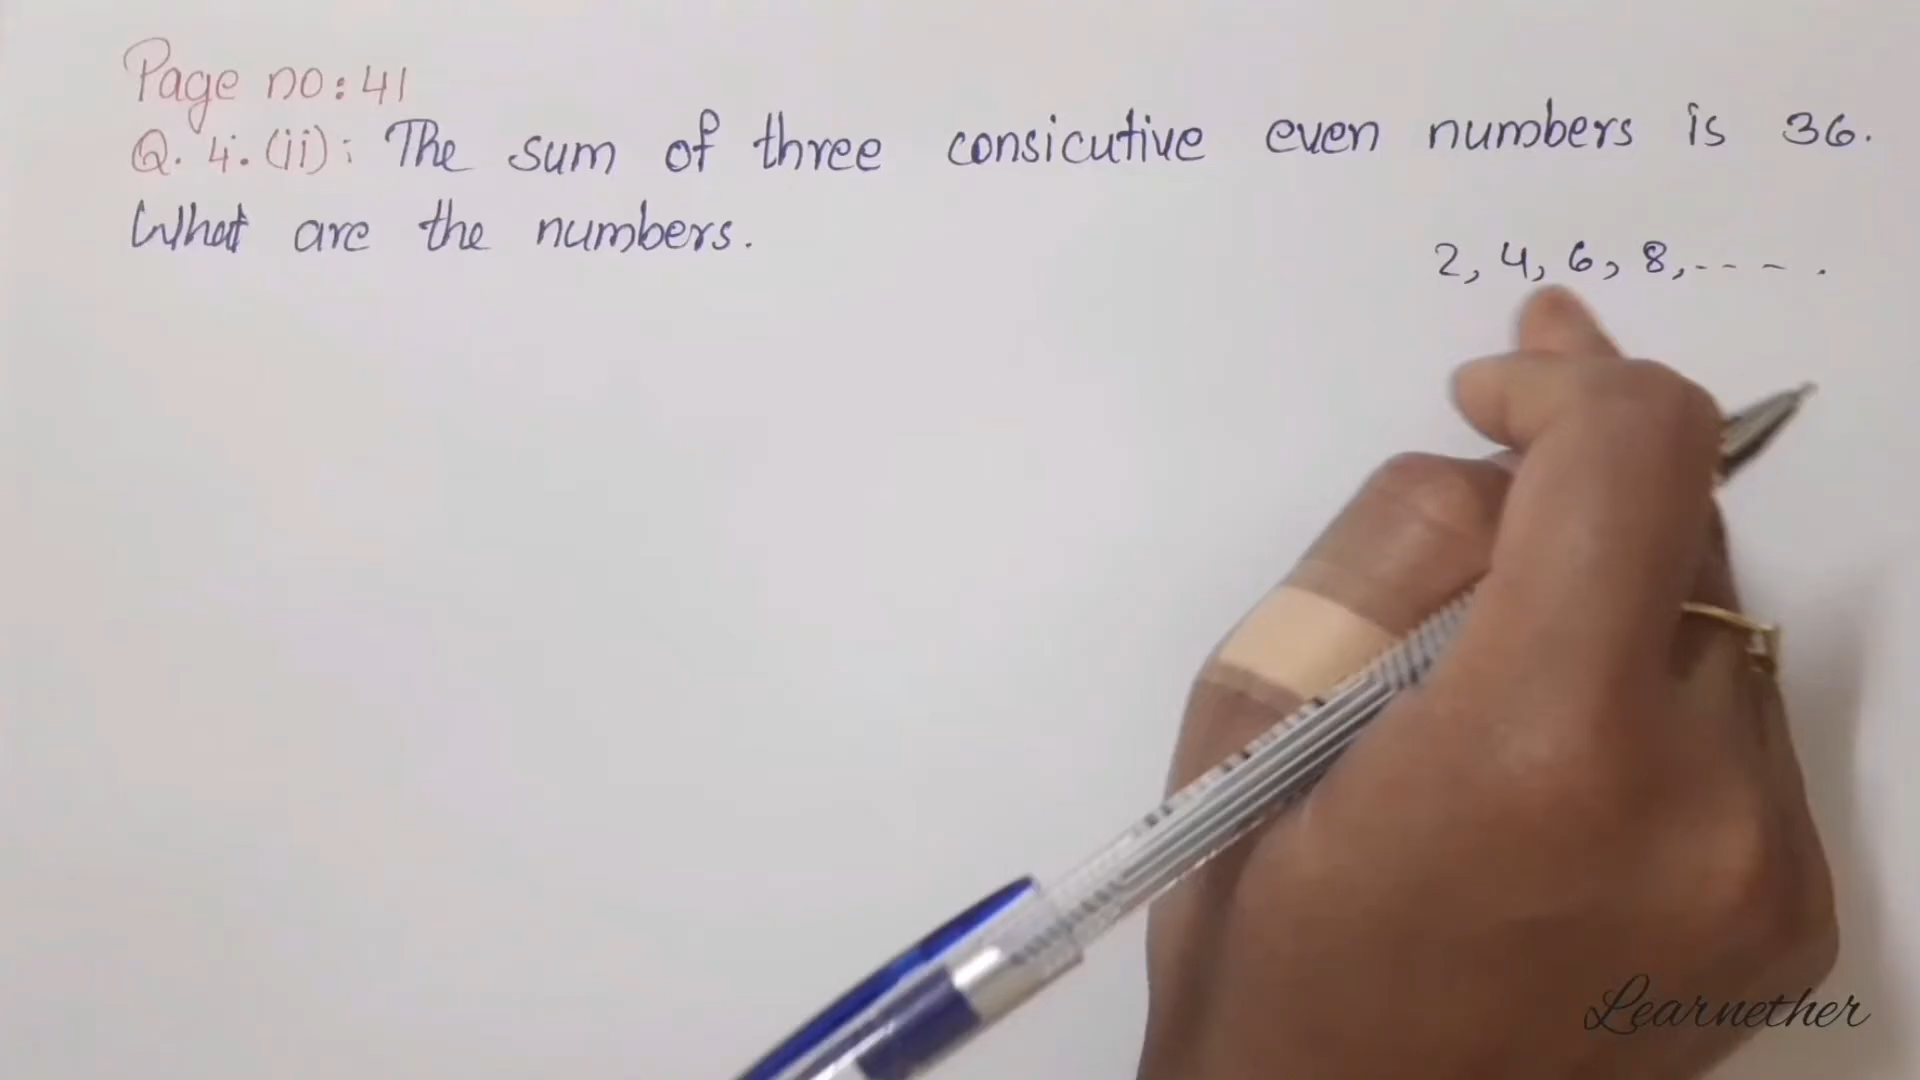 Page no: 41
Q. 4. (ii): The sum of three consicutive even numbers is 36.
What are the numbers.
2, 4, 6, 8, --- - .
Learnether